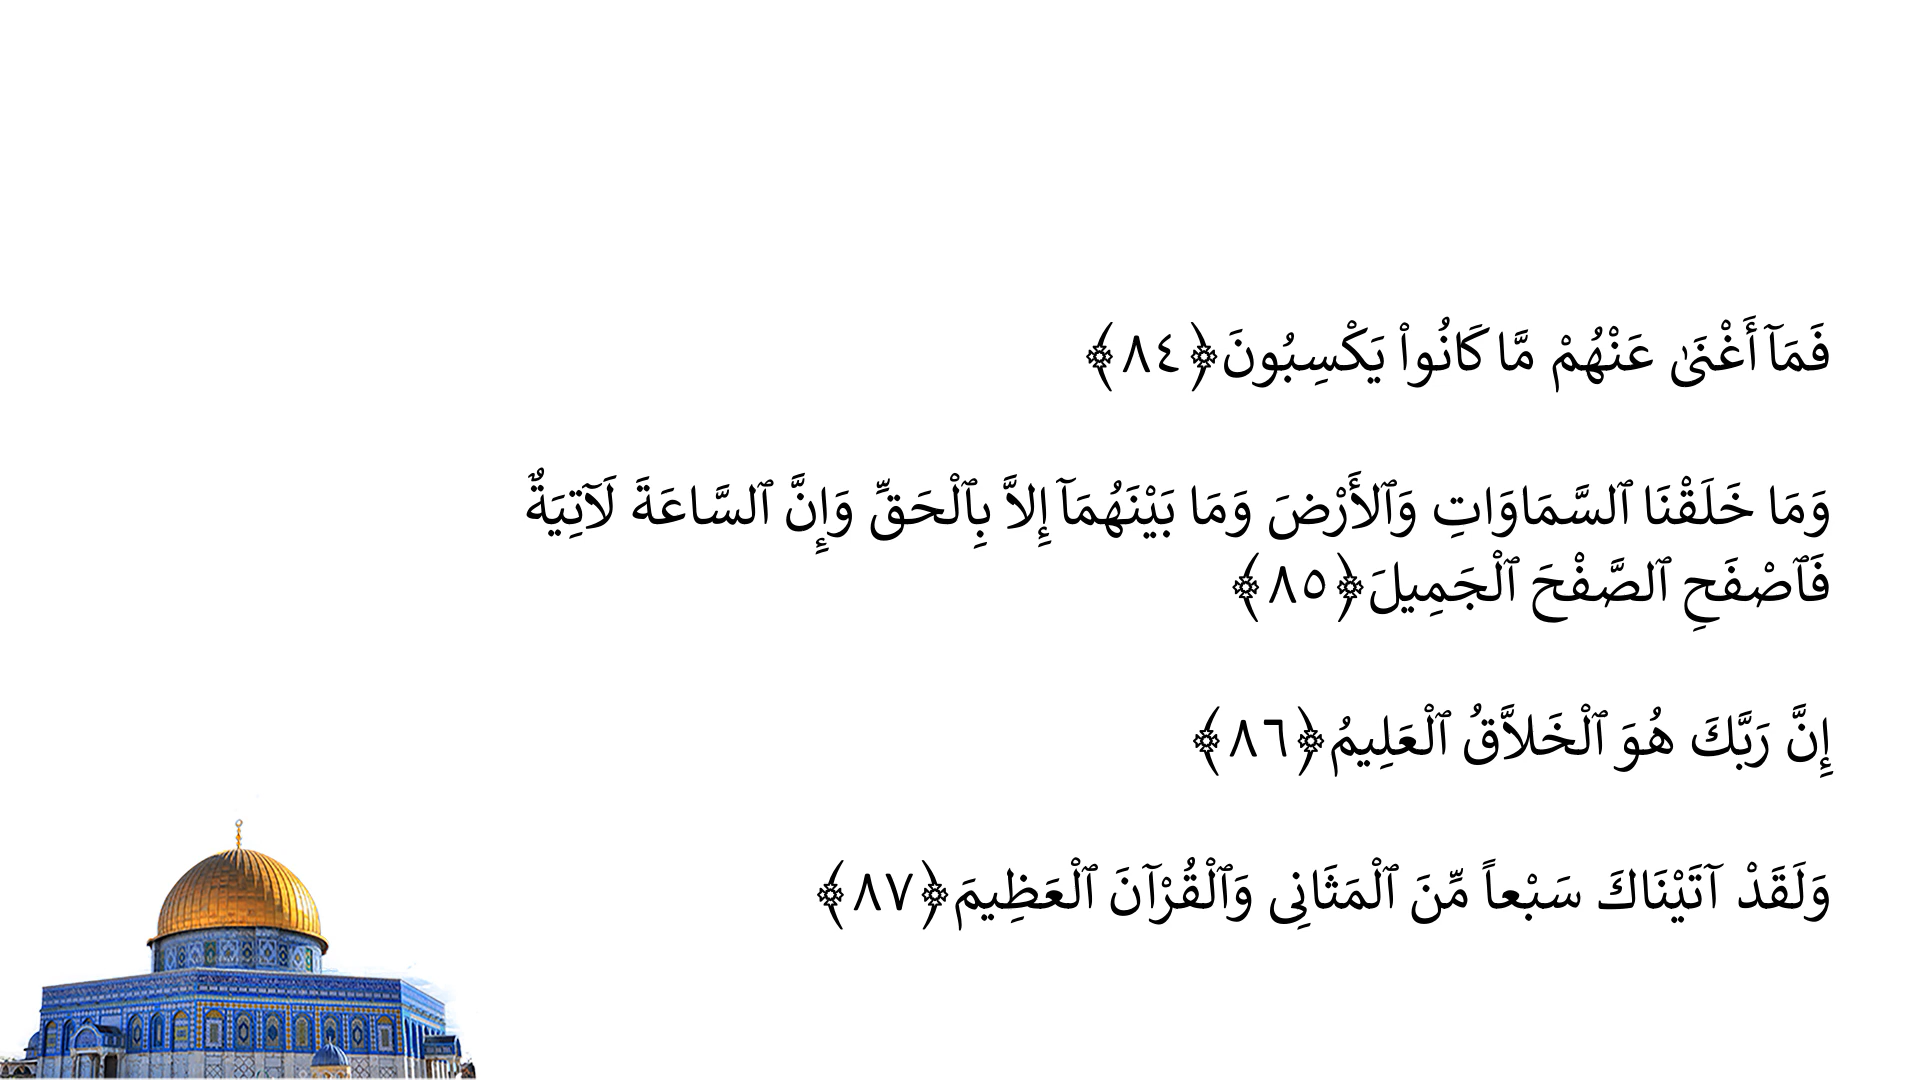 فَمَآ أَغْنَىٰ عَنْهُمْ مَّا كَانُواْ يَكْسِبُونَ﴿٨٤﴾
وَمَا خَلَقْنَا ٱلسَّمَاوَاتِ وَٱلأَرْضَ وَمَا بَيْنَهُمَآ إِلاَّ بِٱلْحَقِّ وَإِنَّ ٱلسَّاعَةَ لَآتِيَةٌ
فَٱصْفَحِ ٱلصَّفْحَ ٱلْجَمِيلَ﴿٨٥﴾
إِنَّ رَبَّكَ هُوَ ٱلْخَلاَّقُ ٱلْعَلِيمُ﴿٨٦﴾
وَلَقَدْ آتَيْنَاكَ سَبْعاً مِّنَ ٱلْمَثَانِى وَٱلْقُرْآنَ ٱلْعَظِيمَ﴿٨٧﴾